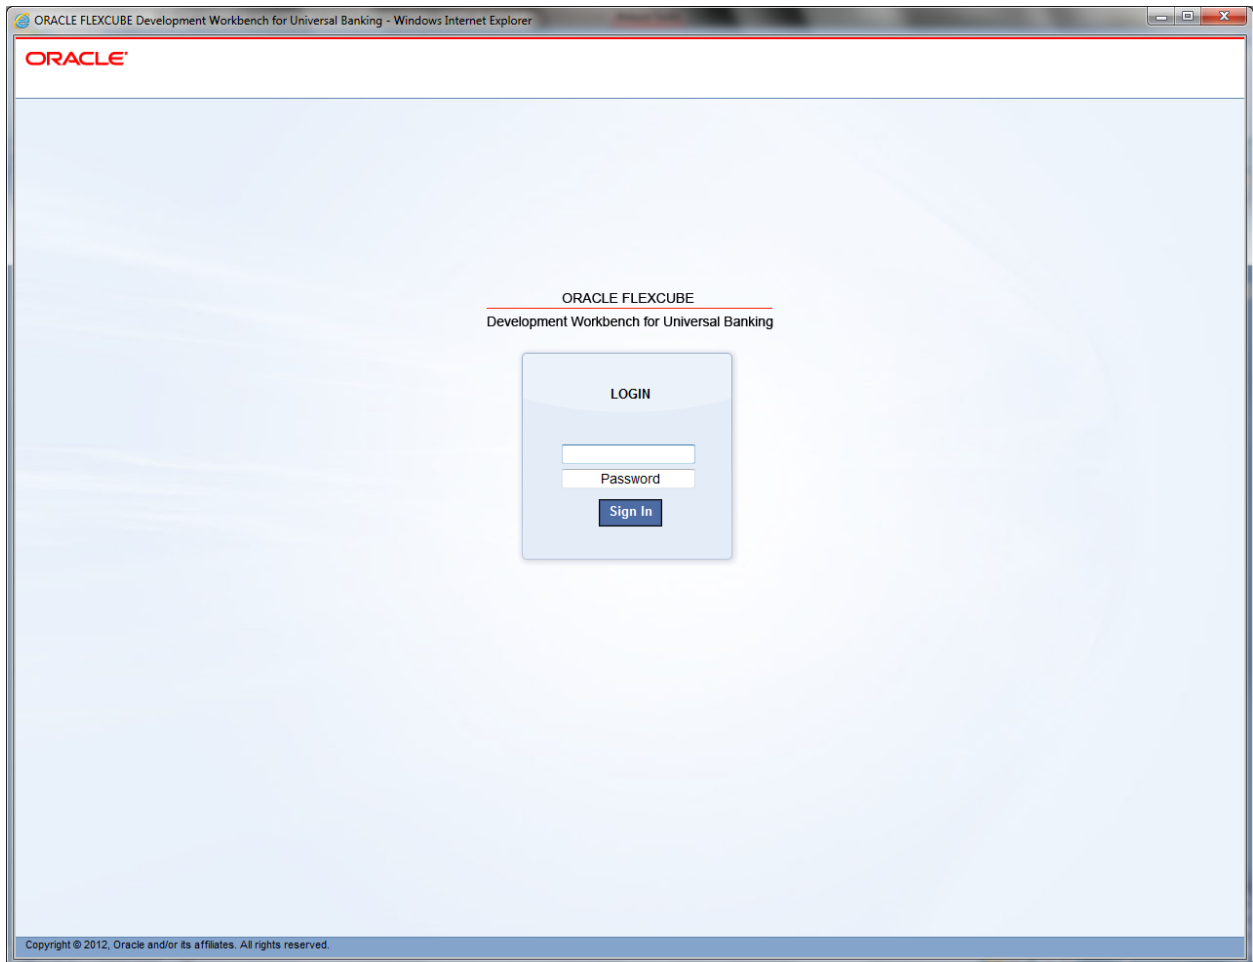 ORACLE FLEXCUBE Development Workbench for Universal Banking - Windows Internet Explorer
ORACLE
ORACLE FLEXCUBE
Development Workbench for Universal Banking
LOGIN
Password
Sign In
Copyright © 2012, Oracle and/or its affiliates. All rights reserved.